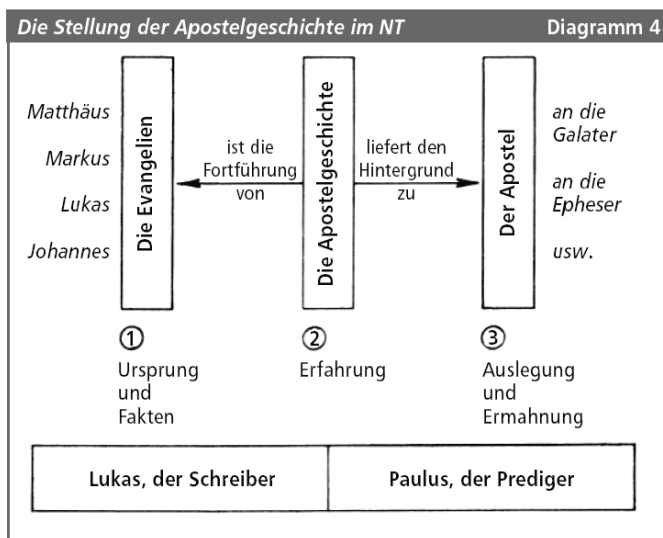 Die Stellung der Apostelgeschichte im NT
Diagramm 4
Matthäus
Markus
Lukas
Johannes
Die Evangelien
ist die
Fortführung
von
Die Apostelgeschichte
liefert den
Hintergrund
zu
Der Apostel
an die
Galater
an die
Epheser
usw.
1
Ursprung
und
Fakten
2
Erfahrung
3
Auslegung
und
Ermahnung
Lukas, der Schreiber
Paulus, der Prediger